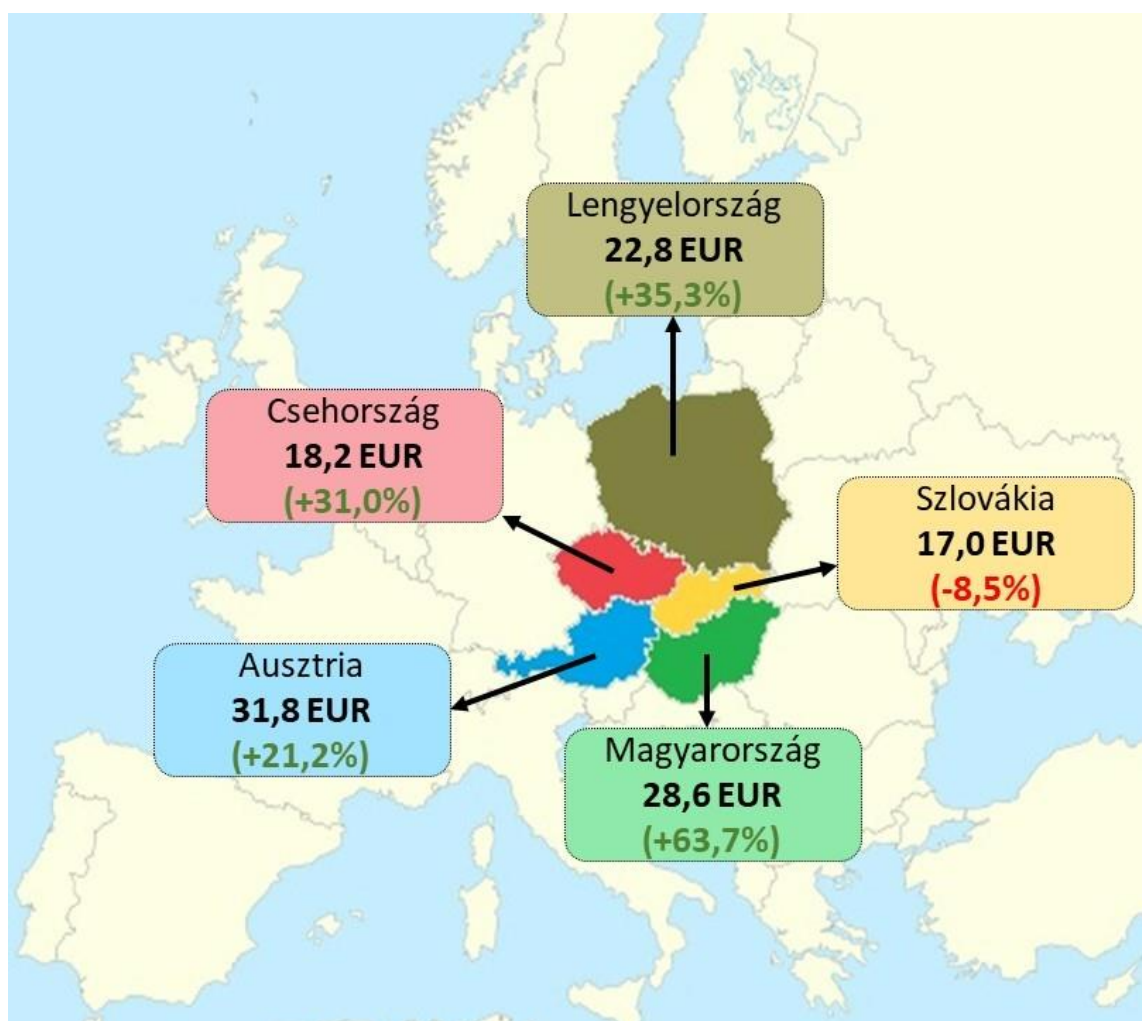 Lengyelország
22,8 EUR
(+35,3%)
Csehország
18,2 EUR
(+31,0%)
Szlovákia
17,0 EUR
(-8,5%)
Ausztria
31,8 EUR
(+21,2%)
Magyarország
28,6 EUR
(+63,7%)